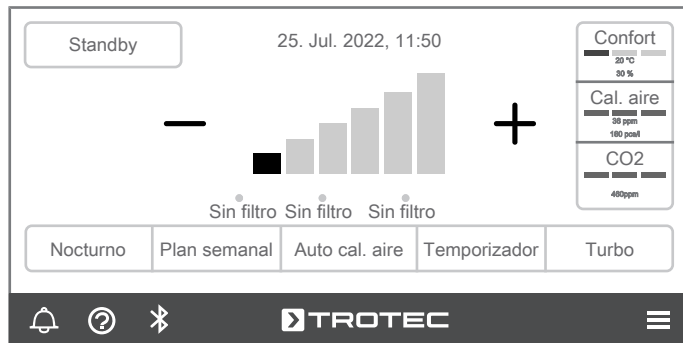 Standby
25. Jul. 2022, 11:50
Confort
20 °C
30 %
Cal. aire
38 ppm
160 pcs/l
CO2
460ppm
Sin filtro Sin filtro Sin filtro
Nocturno Plan semanal Auto cal. aire Temporizador Turbo
TROTEC